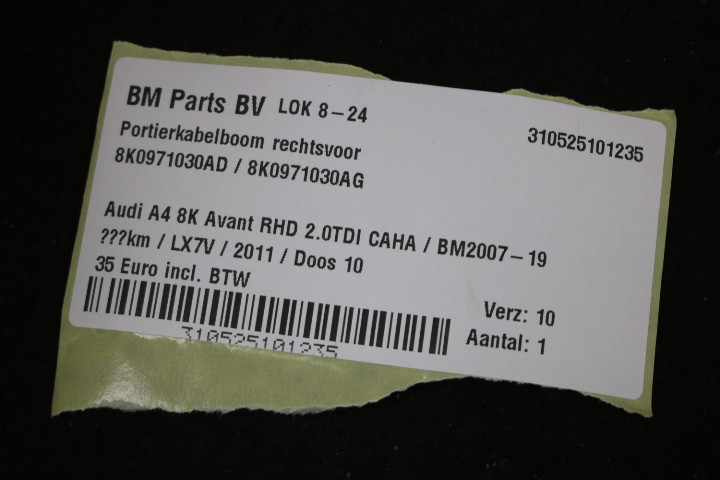 BM Parts BV LOK 8-24
310525101235
Portierkabelboom rechtsvoor
8K0971030AD / 8K0971030AG
Audi A4 8K Avant RHD 2.0TDI CAHA / BM2007-19
???km / LX7V / 2011 / Doos 10
35 Euro incl. BTW
Verz: 10
Aantal: 1
310525101235